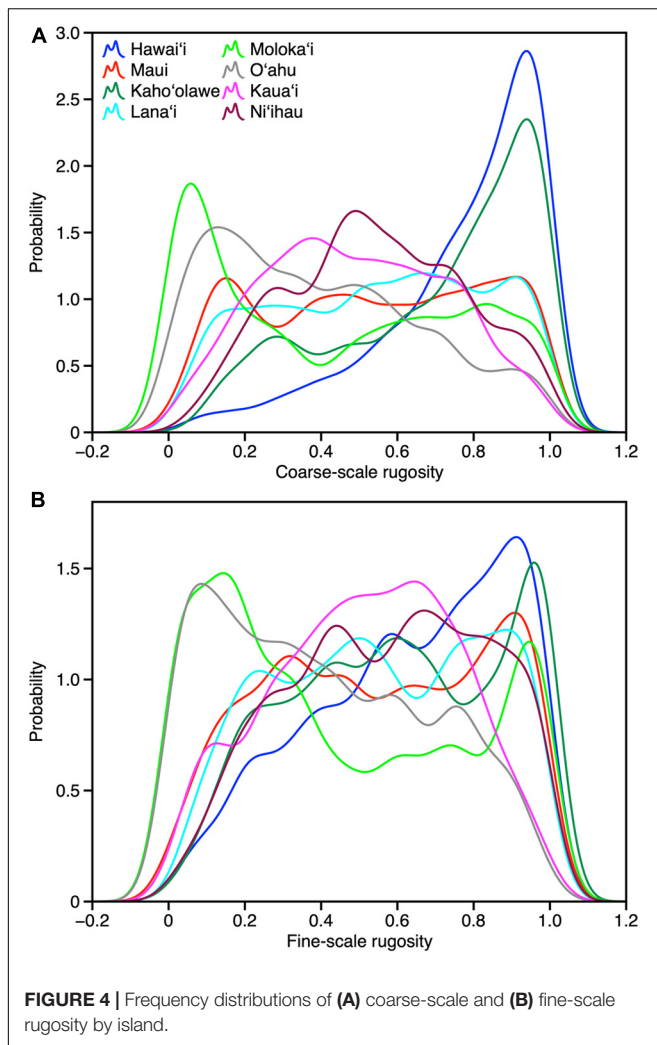 A
3.0
2.5
2.0
1.5
1.0
0.5
0
Probability
Hawaiʻi
Maui
Kahoʻolawe
Lanaʻi
Molokaʻi
Oʻahu
Kauaʻi
Niʻihau
−0.2 0 0.2 0.4 0.6 0.8 1.0 1.2
Coarse-scale rugosity
B
1.5
1.0
0.5
0
Probability
−0.2 0 0.2 0.4 0.6 0.8 1.0 1.2
Fine-scale rugosity
FIGURE 4 | Frequency distributions of (A) coarse-scale and (B) fine-scale
rugosity by island.